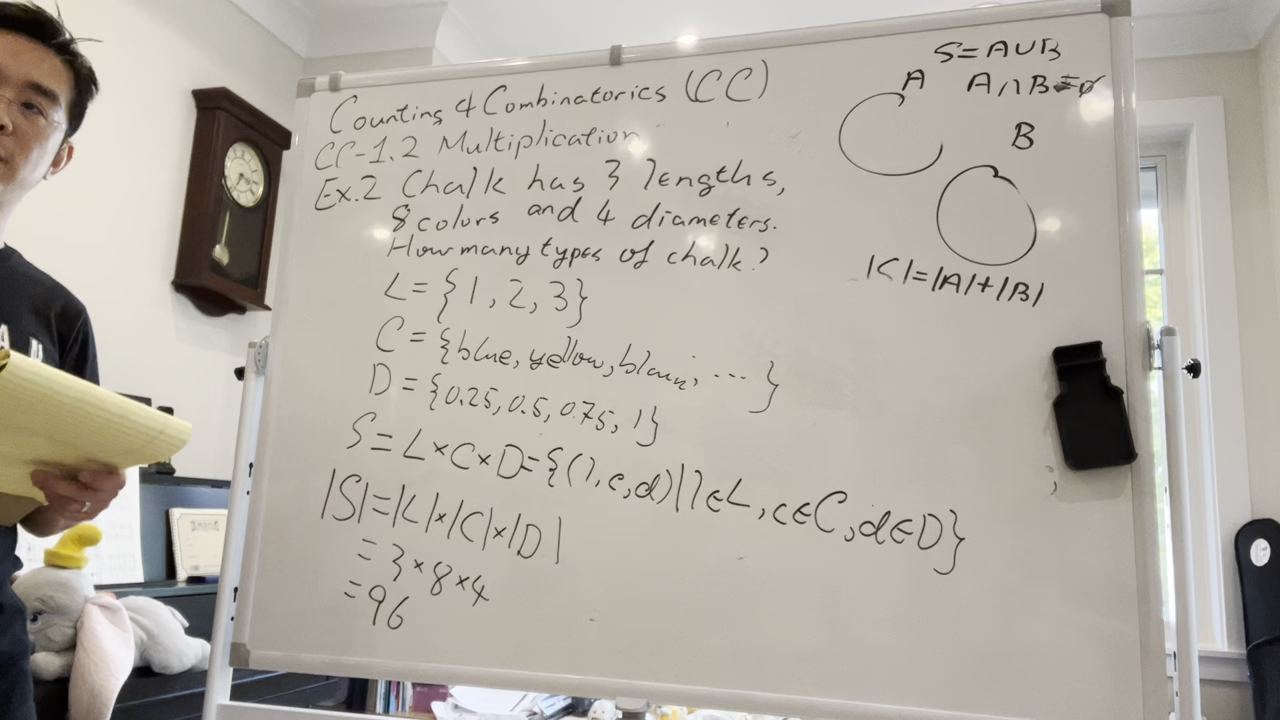 Counting & Combinatorics (CC)
CC-1.2 Multiplication
Ex.2 Chalk has 3 lengths,
8 colors and 4 diameters.
How many types of chalk?
L = {1, 2, 3}
C = {blue, yellow, ... }
D = {0.25, 0.5, 0.75, 1}
S = L × C × D = {(l, c, d) | l ∈ L, c ∈ C, d ∈ D}
|S| = |L| × |C| × |D|
= 3 × 8 × 4
= 96
S = A ∪ B
A A ∩ B = ∅
B
|S| = |A| + |B|